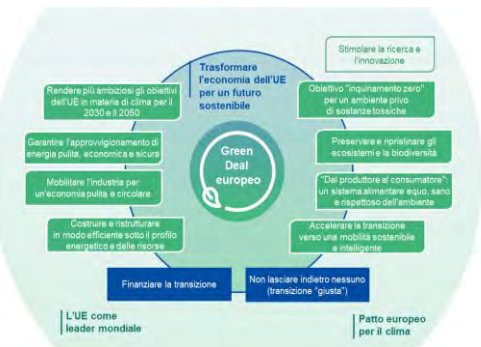 Trasformare
l'economia dell'UE
per un futuro
sostenibile
Stimolare la ricerca e
l'innovazione
Rendere più ambiziosi gli obiettivi
dell'UE in materia di clima per il
2030 e il 2050
Garantire l'approvvigionamento di
energia pulita, economica e sicura
Mobilitare l'industria per
un'economia pulita e circolare
Costruire e ristrutturare
in modo efficiente sotto il profilo
energetico e delle risorse
Green
Deal
europeo
Obiettivo "inquinamento zero"
per un ambiente privo
di sostanze tossiche
Preservare e ripristinare gli
ecosistemi e la biodiversità
"Dal produttore al consumatore":
un sistema alimentare equo, sano
e rispettoso dell'ambiente
Accelerare la transizione
verso una mobilità sostenibile
e intelligente
Finanziare la transizione
Non lasciare indietro nessuno
(transizione "giusta")
L'UE come
leader mondiale
Patto europeo
per il clima